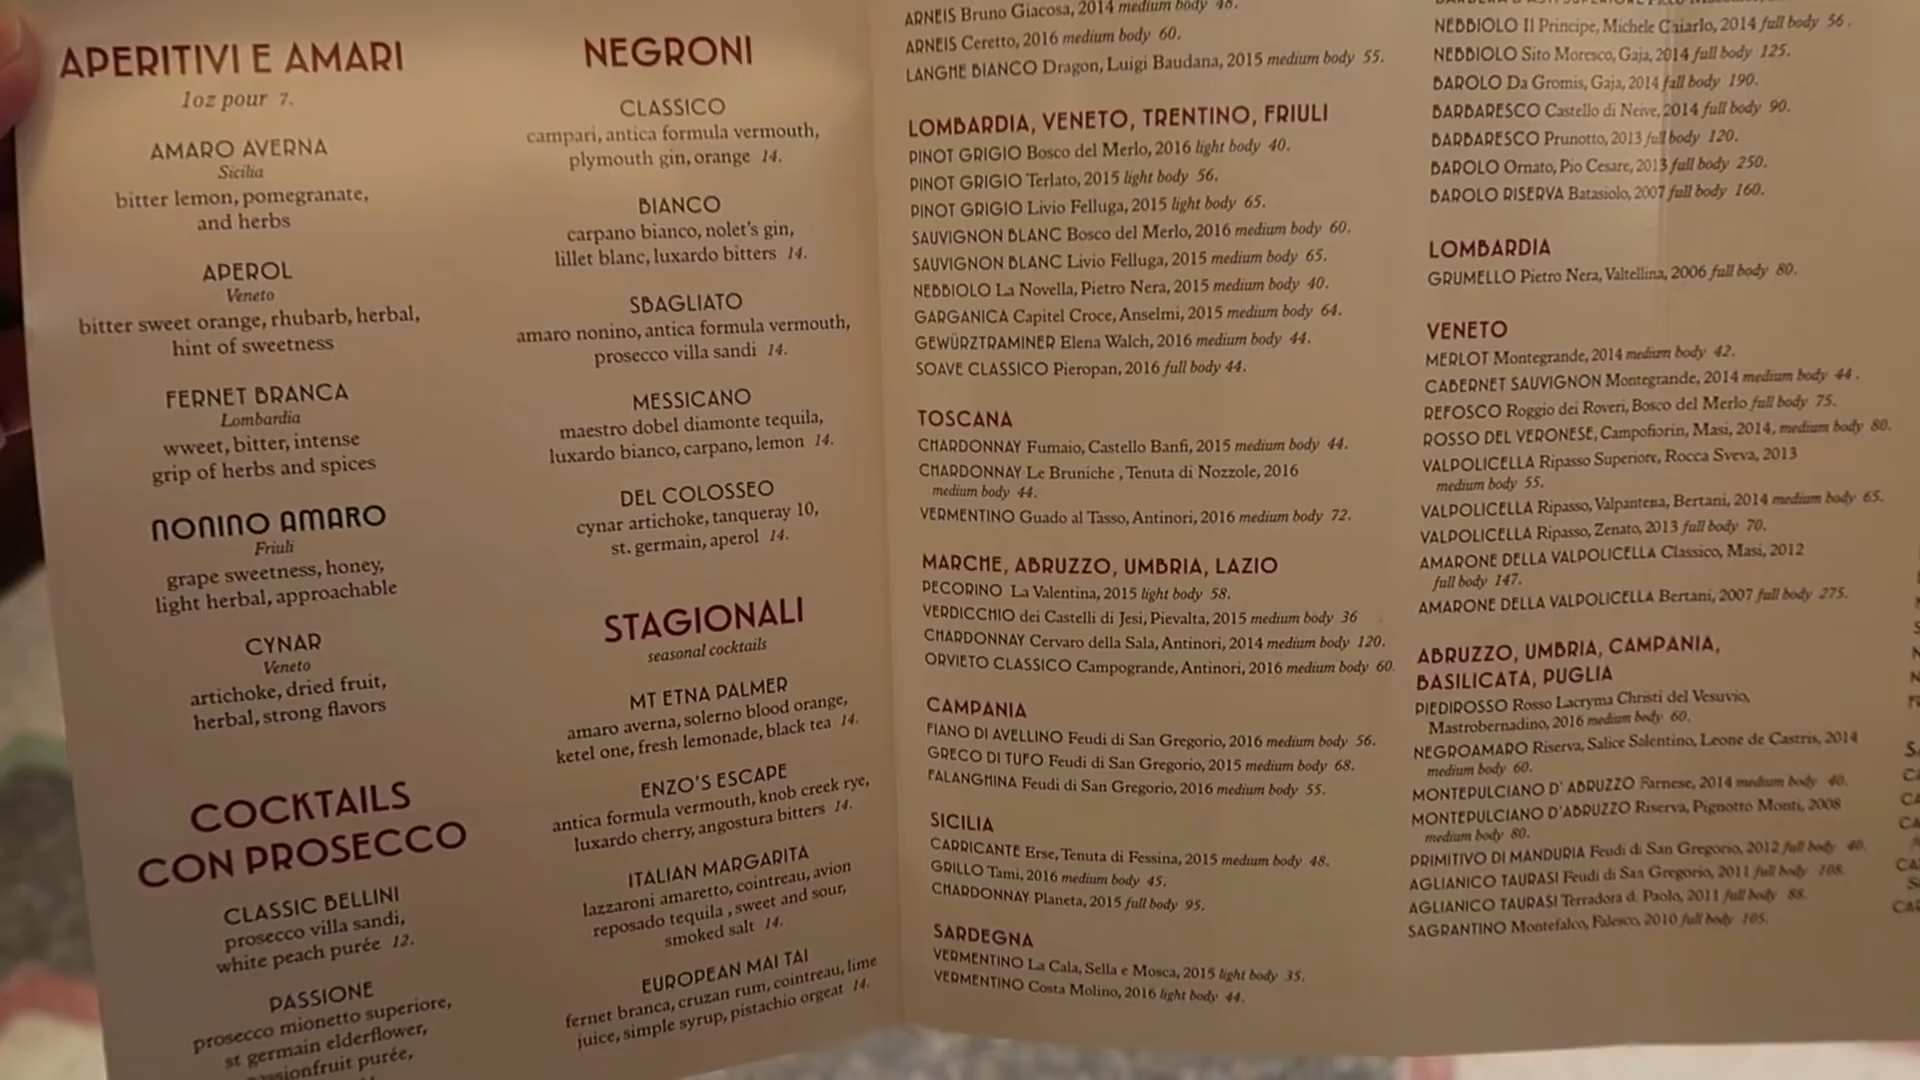 APERITIVI E AMARI
1oz pour 7.
AMARO AVERNA
Sicilia
bitter lemon, pomegranate,
and herbs
APEROL
Veneto
bitter sweet orange, rhubarb, herbal,
hint of sweetness
FERNET BRANCA
Lombardia
wweet, bitter, intense
grip of herbs and spices
NONINO AMARO
Friuli
grape sweetness, honey,
light herbal, approachable
CYNAR
Veneto
artichoke, dried fruit,
herbal, strong flavors
COCKTAILS
CON PROSECCO
CLASSIC BELLINI
prosecco villa sandi,
white peach purée 12.
PASSIONE
prosecco mionetto superiore,
st germain elderflower,
purée,
NEGRONI
CLASSICO
campari, antica formula vermouth,
plymouth gin, orange 14.
BIANCO
carpano bianco, nolet's gin,
lillet blanc, luxardo bitters 14.
SBAGLIATO
amaro nonino, antica formula vermouth,
prosecco villa sandi 14.
MESSICANO
maestro dobel diamonte tequila,
luxardo bianco, carpano, lemon 14.
DEL COLOSSEO
cynar artichoke, tanqueray 10,
st. germain, aperol 14.
STAGIONALI
seasonal cocktails
MT ETNA PALMER
amaro averna, solerno blood orange,
ketel one, fresh lemonade, black tea 14.
ENZO'S ESCAPE
antica formula vermouth, knob creek rye,
luxardo cherry, angostura bitters 14.
ITALIAN MARGARITA
lazzaroni amaretto, cointreau, avion
reposado tequila , sweet and sour,
smoked salt 14.
EUROPEAN MAI TAI
fernet branca, cruzan rum, cointreau, lime
juice, simple syrup, pistachio orgeat 14.
ARNEIS Bruno Giacosa, 2014 medium body 48.
ARNEIS Ceretto, 2016 medium body 60.
LANGHE BIANCO Dragon, Luigi Baudana, 2015 medium body 55.
LOMBARDIA, VENETO, TRENTINO, FRIULI
PINOT GRIGIO Bosco del Merlo, 2016 light body 40.
PINOT GRIGIO Terlato, 2015 light body 56.
PINOT GRIGIO Livio Felluga, 2015 light body 65.
SAUVIGNON BLANC Bosco del Merlo, 2016 medium body 60.
SAUVIGNON BLANC Livio Felluga, 2015 medium body 65.
NEBBIOLO La Novella, Pietro Nera, 2015 medium body 40.
GARGANICA Capitel Croce, Anselmi, 2015 medium body 64.
GEWÜRZTRAMINER Elena Walch, 2016 medium body 44.
SOAVE CLASSICO Pieropan, 2016 full body 44.
TOSCANA
CHARDONNAY Fumaio, Castello Banfi, 2015 medium body 44.
CHARDONNAY Le Bruniche , Tenuta di Nozzole, 2016
medium body 44.
VERMENTINO Guado al Tasso, Antinori, 2016 medium body 72.
MARCHE, ABRUZZO, UMBRIA, LAZIO
PECORINO La Valentina, 2015 light body 58.
VERDICCHIO dei Castelli di Jesi, Pievalta, 2015 medium body 36
CHARDONNAY Cervaro della Sala, Antinori, 2014 medium body 120.
ORVIETO CLASSICO Campogrande, Antinori, 2016 medium body 60.
CAMPANIA
FIANO DI AVELLINO Feudi di San Gregorio, 2016 medium body 56.
GRECO DI TUFO Feudi di San Gregorio, 2015 medium body 68.
FALANGHINA Feudi di San Gregorio, 2016 medium body 55.
SICILIA
CARRICANTE Erse, Tenuta di Fessina, 2015 medium body 48.
GRILLO Tami, 2016 medium body 45.
CHARDONNAY Planeta, 2015 full body 95.
SARDEGNA
VERMENTINO La Cala, Sella e Mosca, 2015 light body 35.
VERMENTINO Costa Molino, 2016 light body 44.
NEBBIOLO Il Principe, Michele Caiarlo, 2014 full body 56 .
NEBBIOLO Sito Moresco, Gaja, 2014 full body 125.
BAROLO Da Gromis, Gaja, 2014 full body 190.
BARBARESCO Castello di Neive, 2014 full body 90.
BARBARESCO Prunotto, 2013 full body 120.
BAROLO Ornato, Pio Cesare, 2013 full body 250.
BAROLO RISERVA Batasiolo, 2007 full body 160.
LOMBARDIA
GRUMELLO Pietro Nera, Valtellina, 2006 full body 80.
VENETO
MERLOT Montegrande, 2014 medium body 42.
CABERNET SAUVIGNON Montegrande, 2014 medium body 44 .
REFOSCO Roggio dei Roveri, Bosco del Merlo full body 75.
ROSSO DEL VERONESE, Campofiorin, Masi, 2014, medium body 80.
VALPOLICELLA Ripasso Superiore, Rocca Sveva, 2013
medium body 55.
VALPOLICELLA Ripasso, Valpantena, Bertani, 2014 medium body 65.
VALPOLICELLA Ripasso, Zenato, 2013 full body 70.
AMARONE DELLA VALPOLICELLA Classico, Masi, 2012
full body 147.
AMARONE DELLA VALPOLICELLA Bertani, 2007 full body 275.
ABRUZZO, UMBRIA, CAMPANIA,
BASILICATA, PUGLIA
PIEDIROSSO Rosso Lacryma Christi del Vesuvio,
Mastrobernadino, 2016 medium body 60.
NEGROAMARO Riserva, Salice Salentino, Leone de Castris, 2014
medium body 60.
MONTEPULCIANO D' ABRUZZO Farnese, 2014 medium body 40.
MONTEPULCIANO D'ABRUZZO Riserva, Pignotto Monti, 2008
medium body 80.
PRIMITIVO DI MANDURIA Feudi di San Gregorio, 2012 full body 40.
AGLIANICO TAURASI Feudi di San Gregorio, 2011 full body 108.
AGLIANICO TAURASI Terradora d. Paolo, 2011 full body 88.
SAGRANTINO Montefalco, Falesco, 2010 full body 105.